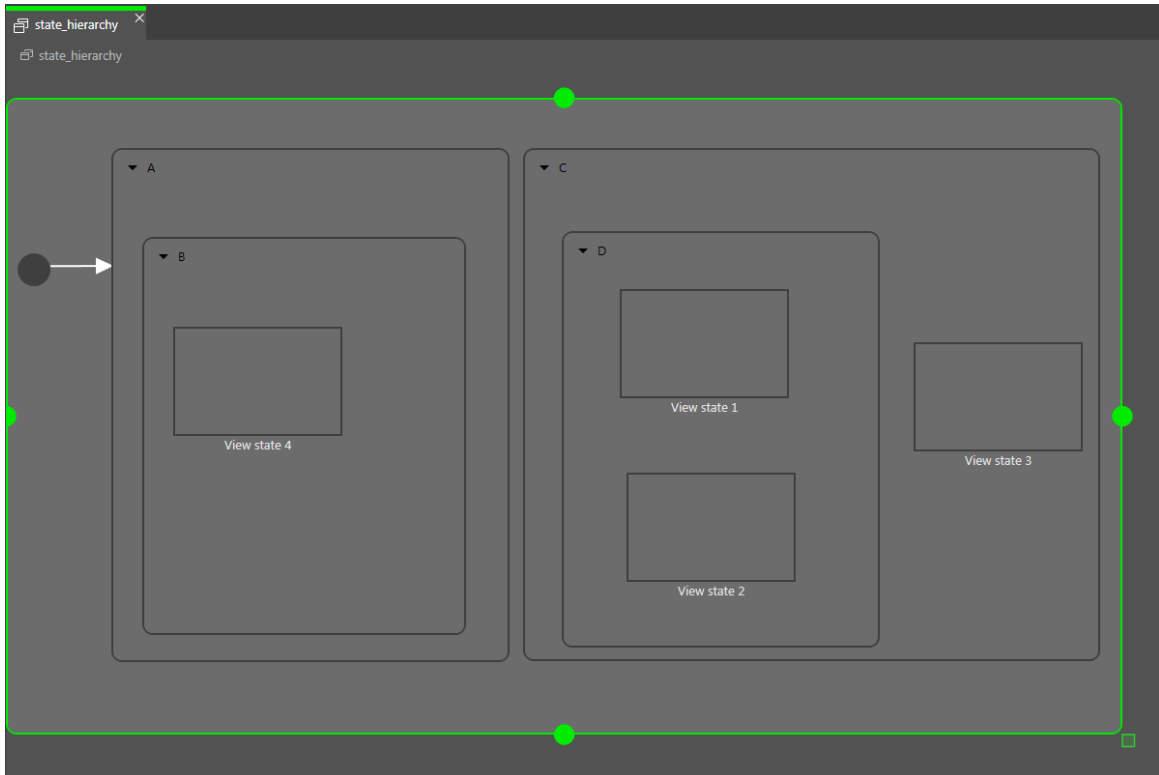 state_hierarchy
state_hierarchy
A
C
B
D
View state 1
View state 4
View state 3
View state 2